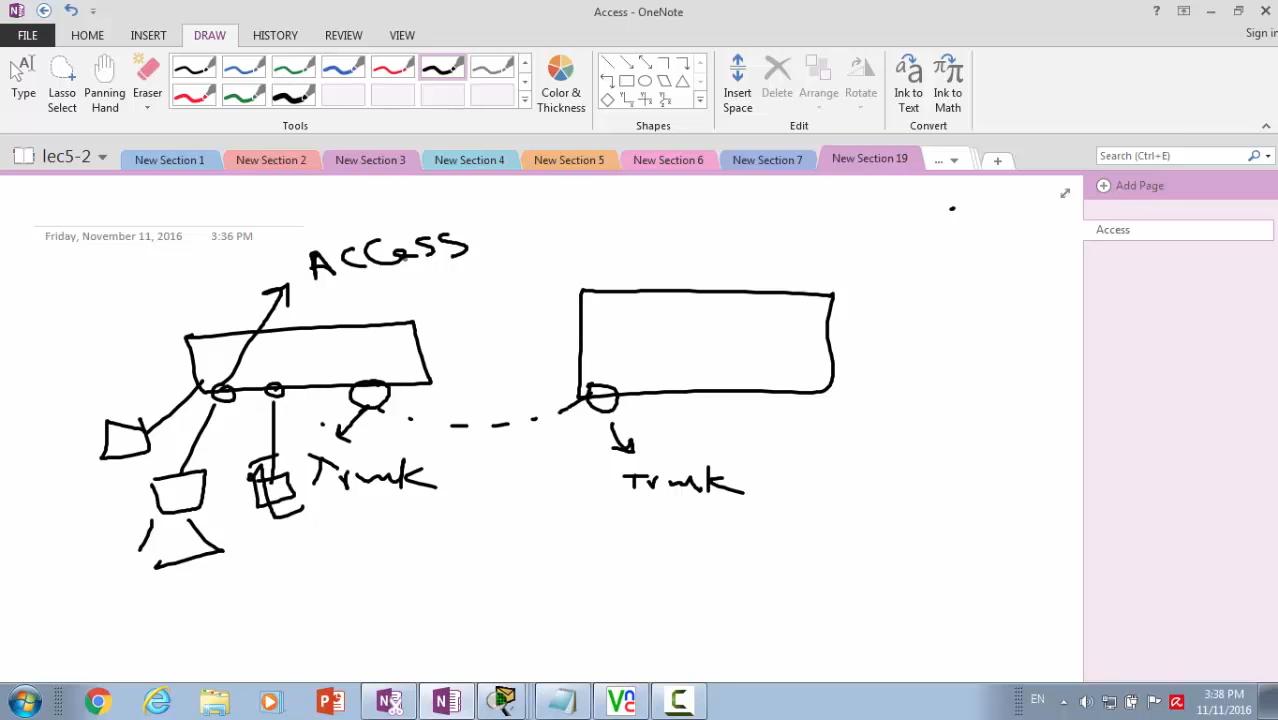 Access - OneNote
?
Sign in
FILE HOME INSERT DRAW HISTORY REVIEW VIEW
Type
Lasso Select
Panning Hand
Eraser
Color & Thickness
Insert Space
Delete
Arrange
Rotate
Ink to Text
Ink to Math
Tools
Shapes
Edit
Convert
lec5-2
New Section 1
New Section 2
New Section 3
New Section 4
New Section 5
New Section 6
New Section 7
New Section 19
...
Search (Ctrl+E)
Add Page
Access
Friday, November 11, 2016 3:36 PM
Access
Trunk
Trunk
EN
3:38 PM
11/11/2016